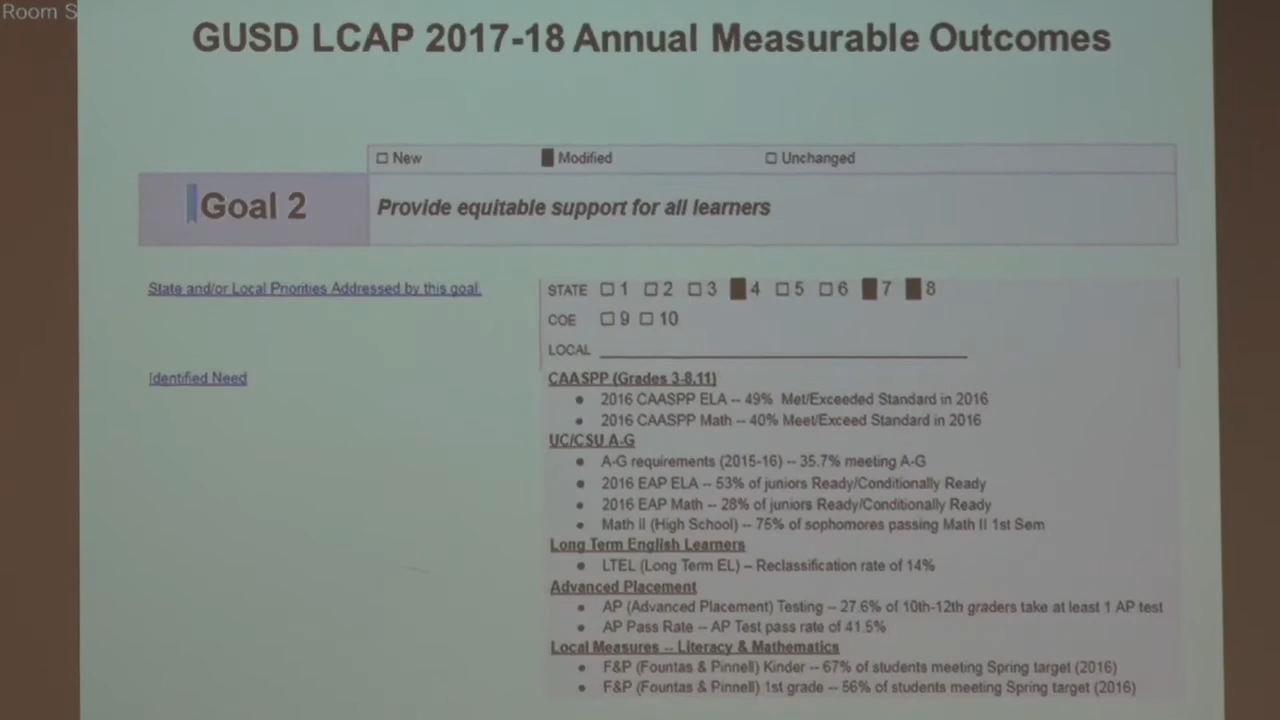 Room S
GUSD LCAP 2017-18 Annual Measurable Outcomes
☐ New ■ Modified ☐ Unchanged
Goal 2
Provide equitable support for all learners
State and/or Local Priorities Addressed by this goal.
STATE ☐ 1 ☐ 2 ☐ 3 ■ 4 ☐ 5 ☐ 6 ■ 7 ■ 8
COE ☐ 9 ☐ 10
LOCAL
Identified Need
CAASPP (Grades 3-8,11)
● 2016 CAASPP ELA -- 49% Met/Exceeded Standard in 2016
● 2016 CAASPP Math -- 40% Meet/Exceed Standard in 2016
UC/CSU A-G
● A-G requirements (2015-16) -- 35.7% meeting A-G
● 2016 EAP ELA -- 53% of juniors Ready/Conditionally Ready
● 2016 EAP Math -- 28% of juniors Ready/Conditionally Ready
● Math II (High School) -- 75% of sophomores passing Math II 1st Sem
Long Term English Learners
● LTEL (Long Term EL) -- Reclassification rate of 14%
Advanced Placement
● AP (Advanced Placement) Testing -- 27.6% of 10th-12th graders take at least 1 AP test
● AP Pass Rate -- AP Test pass rate of 41.5%
Local Measures -- Literacy & Mathematics
● F&P (Fountas & Pinnell) Kinder -- 67% of students meeting Spring target (2016)
● F&P (Fountas & Pinnell) 1st grade -- 56% of students meeting Spring target (2016)